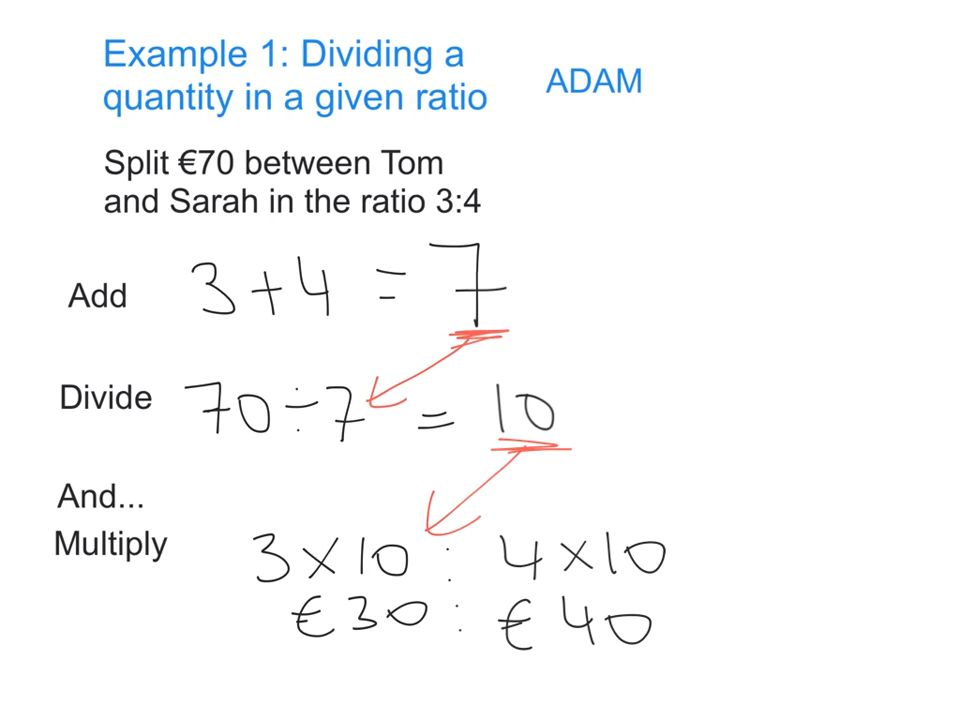 Example 1: Dividing a
quantity in a given ratio
ADAM
Split €70 between Tom
and Sarah in the ratio 3:4
Add 3+4 = 7
Divide 70÷7 = 10
And...
Multiply 3×10 : 4×10
€30 : €40